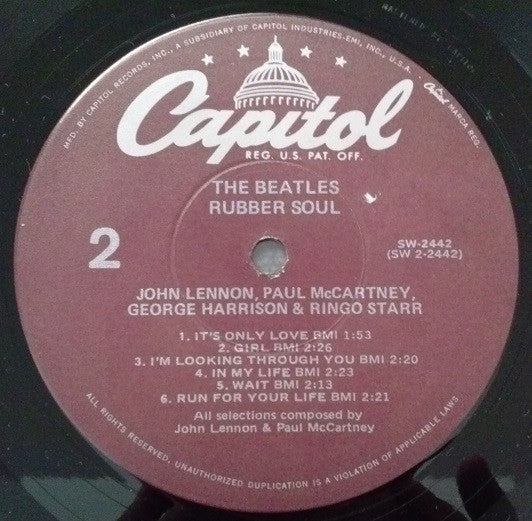 MFD. BY CAPITOL RECORDS, INC., A SUBSIDIARY OF CAPITOL INDUSTRIES-EMI, INC., U.S.A.
Capitol MARCA REG.
Capitol
REG. U.S. PAT. OFF.
THE BEATLES
RUBBER SOUL
2
SW-2442
(SW 2-2442)
JOHN LENNON, PAUL McCARTNEY,
GEORGE HARRISON & RINGO STARR
1. IT'S ONLY LOVE BMI 1:53
2. GIRL BMI 2:26
3. I'M LOOKING THROUGH YOU BMI 2:20
4. IN MY LIFE BMI 2:23
5. WAIT BMI 2:13
6. RUN FOR YOUR LIFE BMI 2:21
All selections composed by
John Lennon & Paul McCartney
ALL RIGHTS RESERVED. UNAUTHORIZED DUPLICATION IS A VIOLATION OF APPLICABLE LAWS